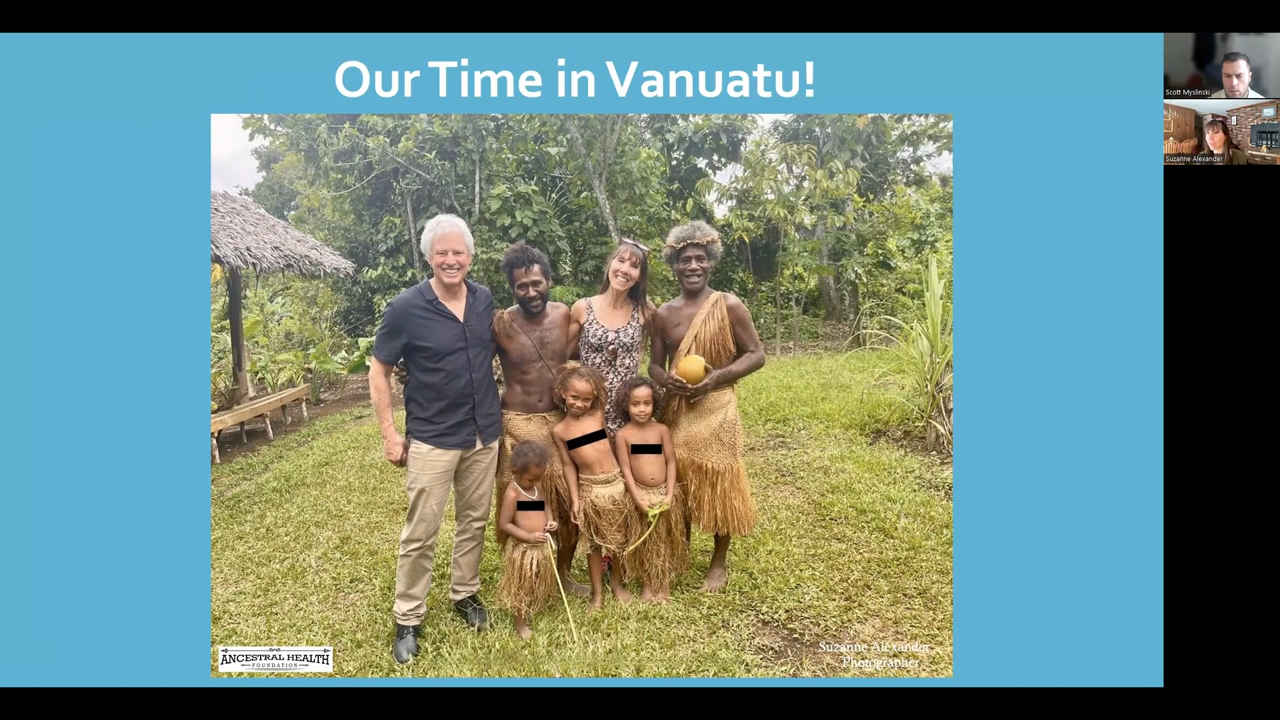 Our Time in Vanuatu!
Scott Myslinski
Suzanne Alexander
ANCESTRAL HEALTH
FOUNDATION
Suzanne Alexander
Photographer